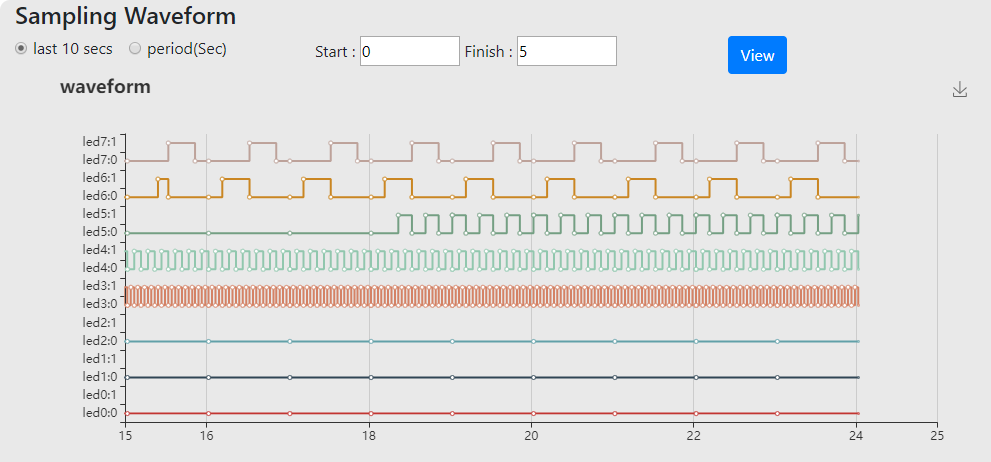 Sampling Waveform
last 10 secs period(Sec) Start : 0 Finish : 5 View
waveform
led7:1
led7:0
led6:1
led6:0
led5:1
led5:0
led4:1
led4:0
led3:1
led3:0
led2:1
led2:0
led1:1
led1:0
led0:1
led0:0
15 16 18 20 22 24 25